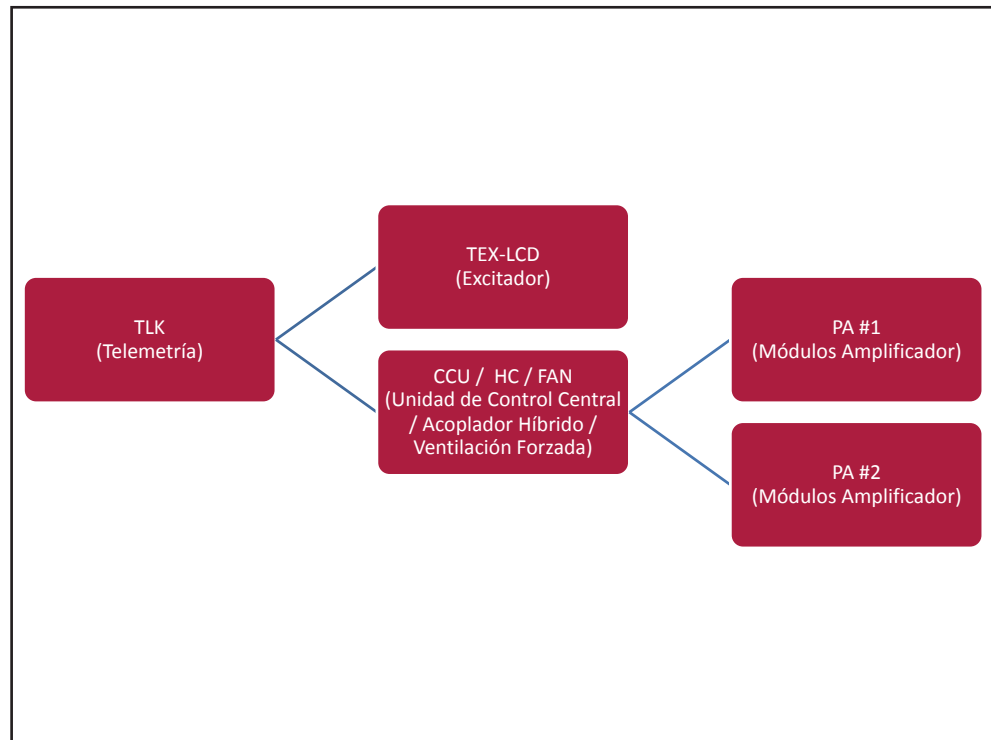 TLK
(Telemetría)
TEX-LCD
(Excitador)
CCU / HC / FAN
(Unidad de Control Central
/ Acoplador Híbrido /
Ventilación Forzada)
PA #1
(Módulos Amplificador)
PA #2
(Módulos Amplificador)